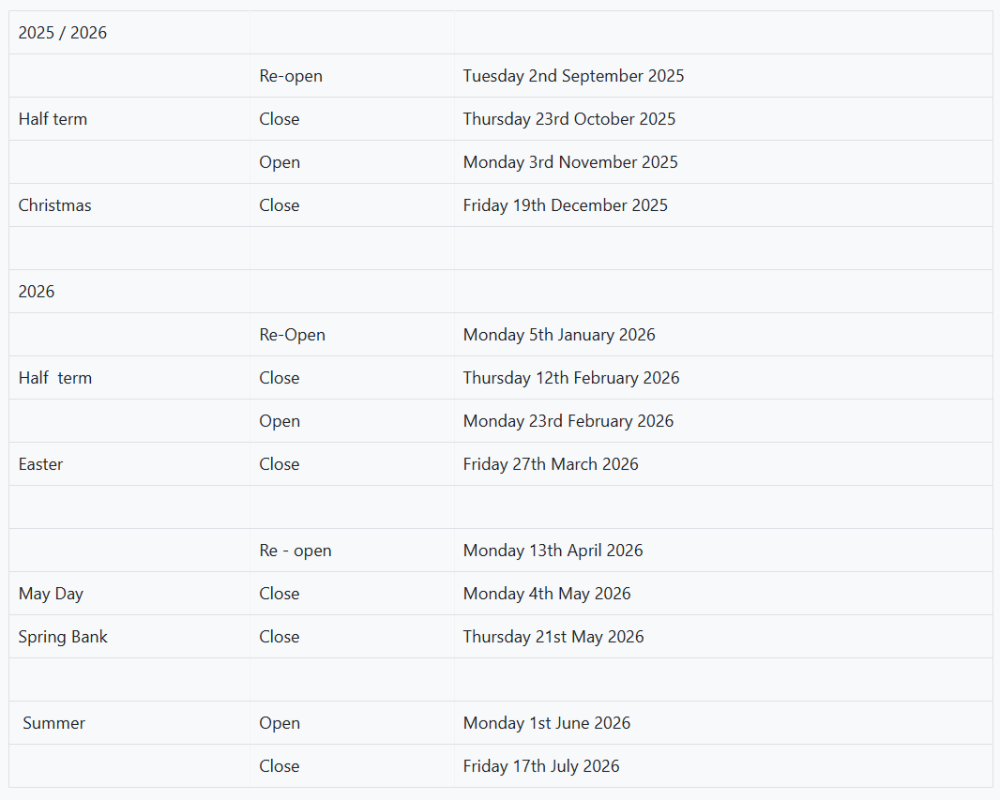 2025 / 2026
Re-open Tuesday 2nd September 2025
Half term Close Thursday 23rd October 2025
Open Monday 3rd November 2025
Christmas Close Friday 19th December 2025
2026
Re-Open Monday 5th January 2026
Half  term Close Thursday 12th February 2026
Open Monday 23rd February 2026
Easter Close Friday 27th March 2026
Re - open Monday 13th April 2026
May Day Close Monday 4th May 2026
Spring Bank Close Thursday 21st May 2026
Summer Open Monday 1st June 2026
Close Friday 17th July 2026